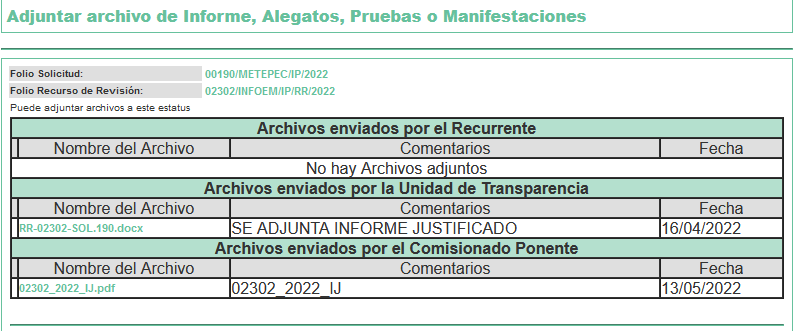 Adjuntar archivo de Informe, Alegatos, Pruebas o Manifestaciones
Folio Solicitud: 00190/METEPEC/IP/2022
Folio Recurso de Revisión: 02302/INFOEM/IP/RR/2022
Puede adjuntar archivos a este estatus
Archivos enviados por el Recurrente
Nombre del Archivo Comentarios Fecha
No hay Archivos adjuntos
Archivos enviados por la Unidad de Transparencia
Nombre del Archivo Comentarios Fecha
RR-02302-SOL.190.docx SE ADJUNTA INFORME JUSTIFICADO 16/04/2022
Archivos enviados por el Comisionado Ponente
Nombre del Archivo Comentarios Fecha
02302_2022_IJ.pdf 02302_2022_IJ 13/05/2022